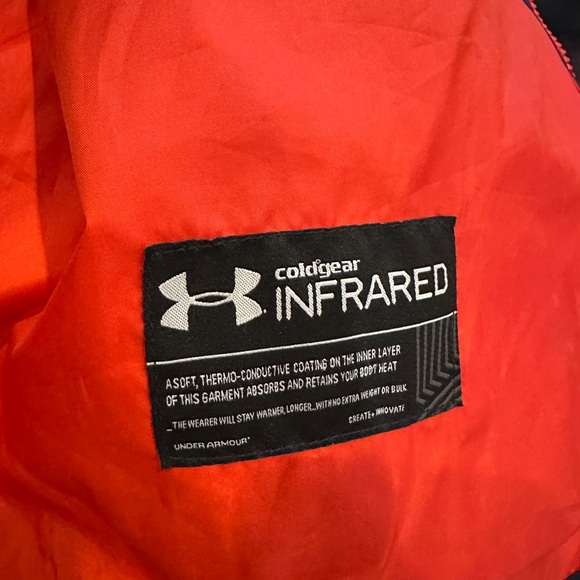 coldgear
INFRARED
A SOFT, THERMO-CONDUCTIVE COATING ON THE INNER LAYER
OF THIS GARMENT ABSORBS AND RETAINS YOUR BODY HEAT
...THE WEARER WILL STAY WARMER, LONGER...WITH NO EXTRA WEIGHT OR BULK.
CREATE+INNOVATE
UNDER ARMOUR®